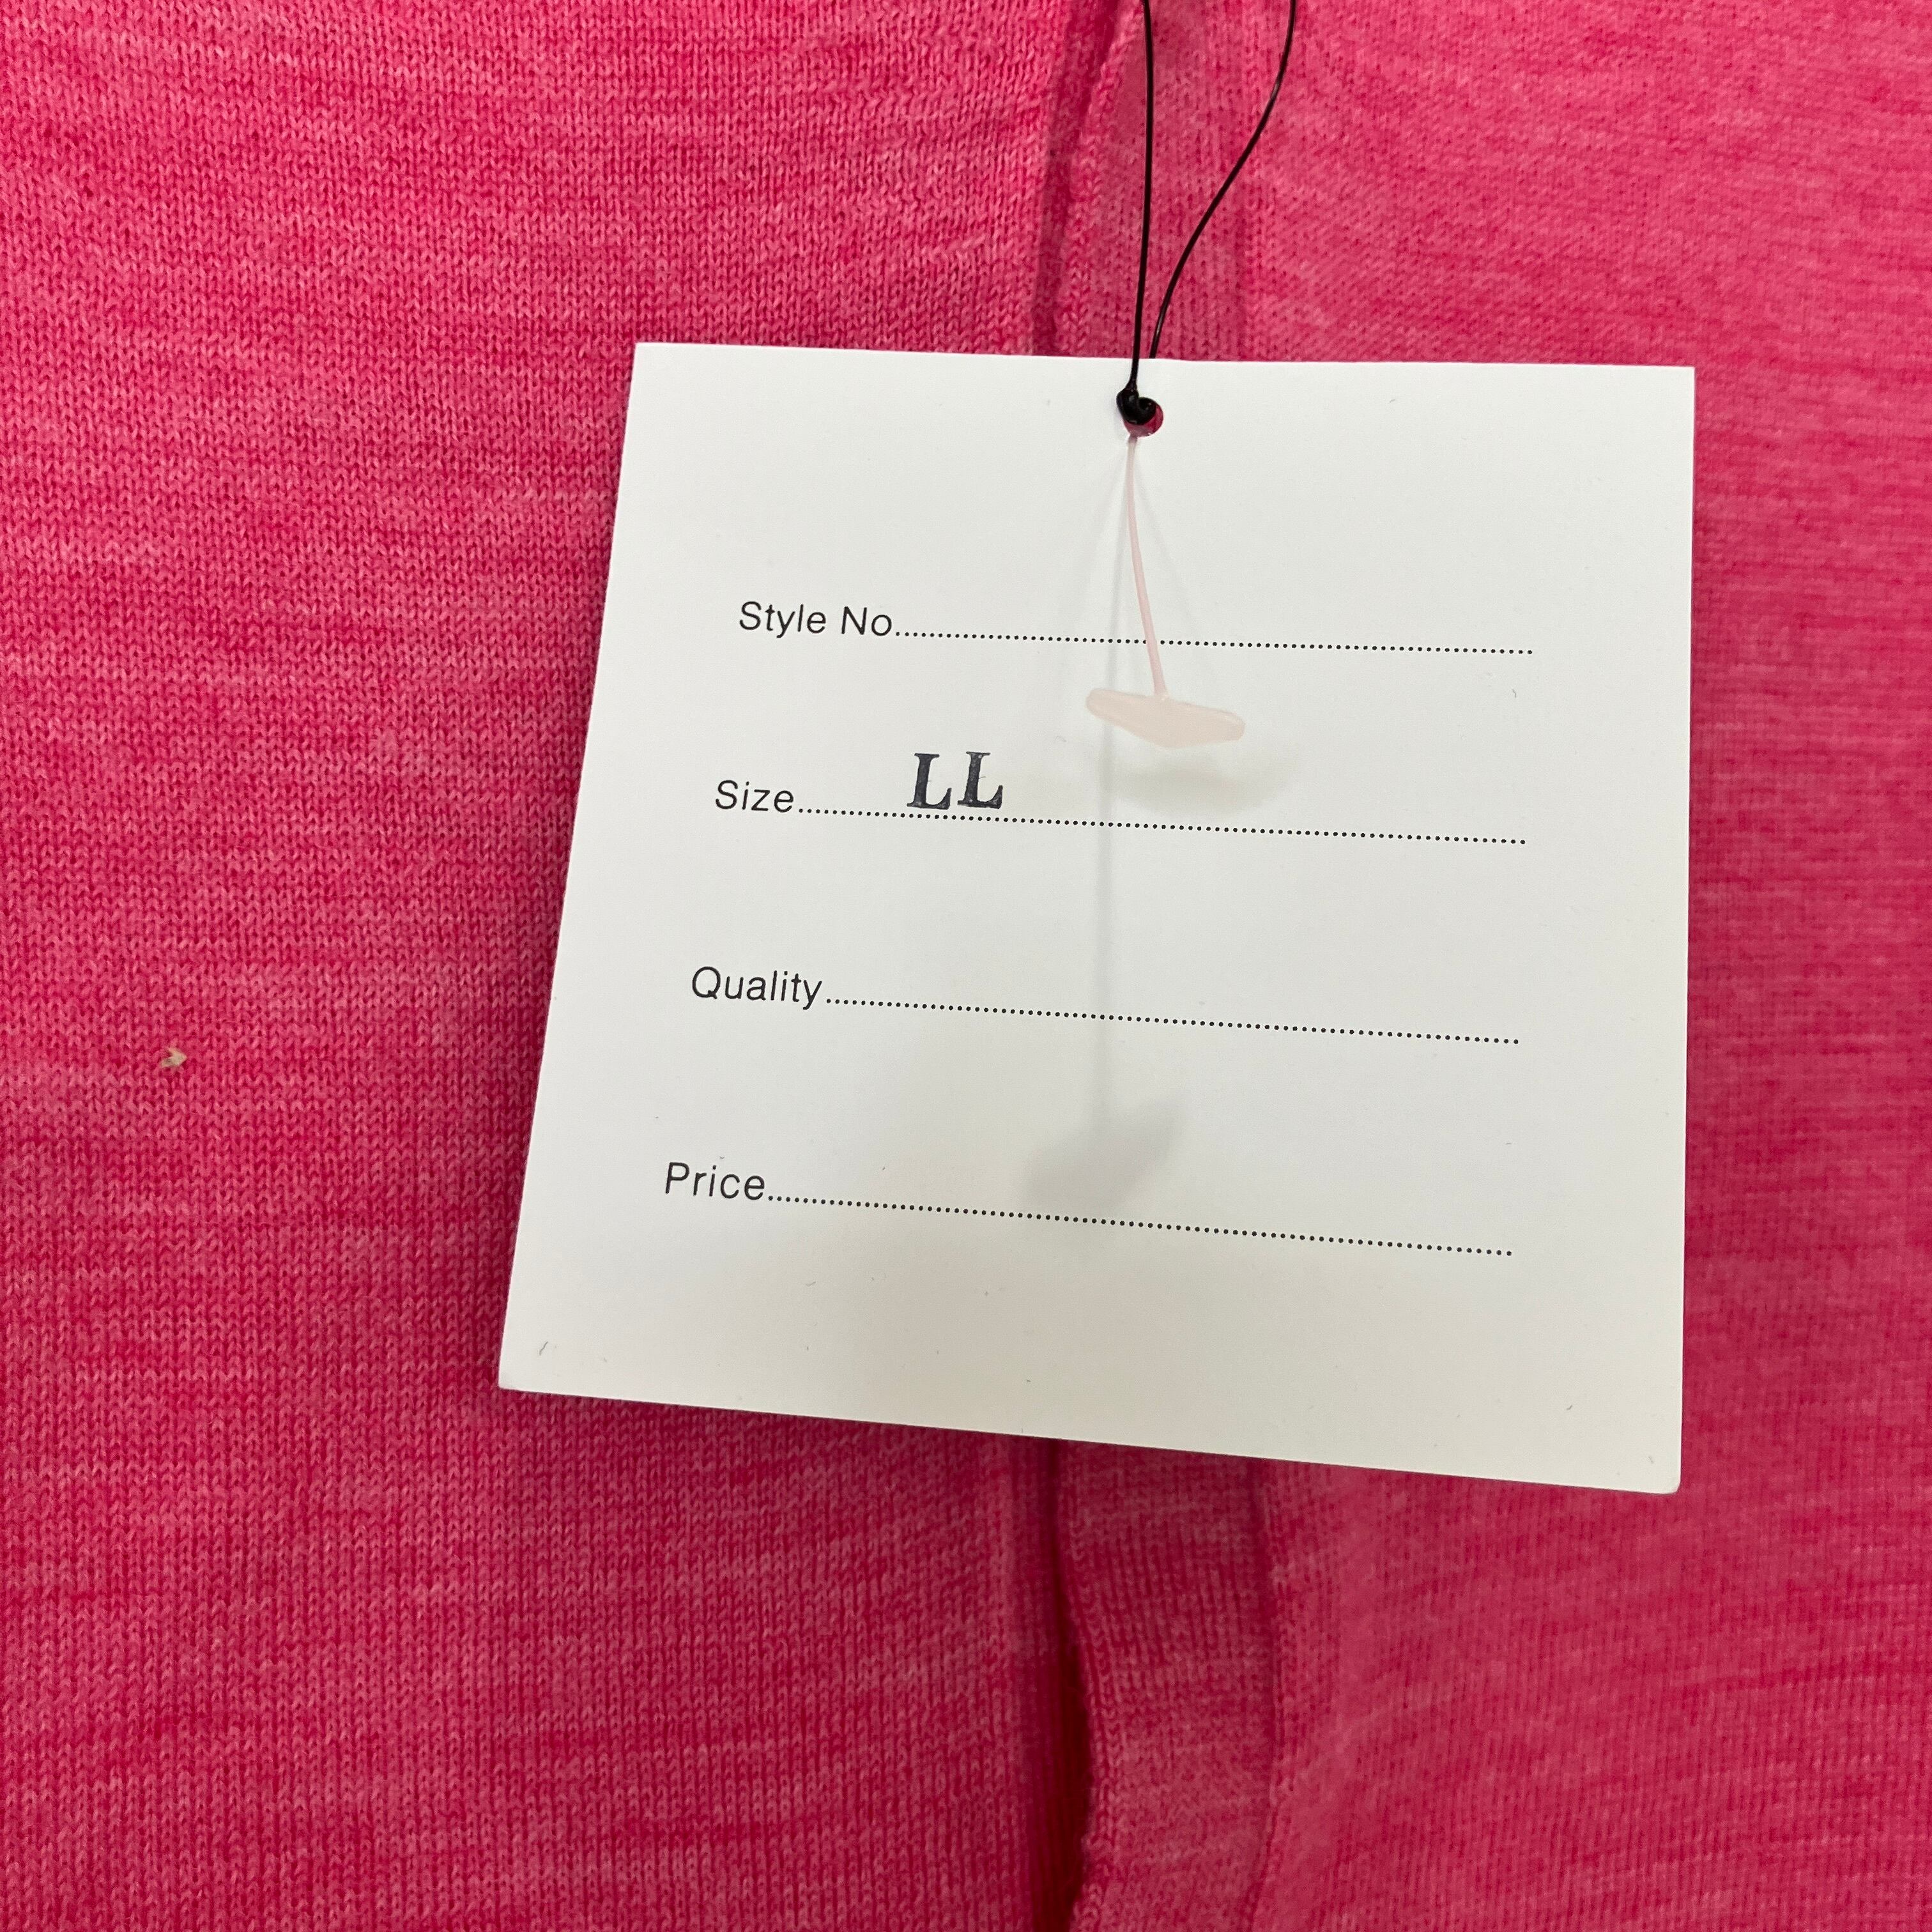 Style No.
Size LL
Quality
Price